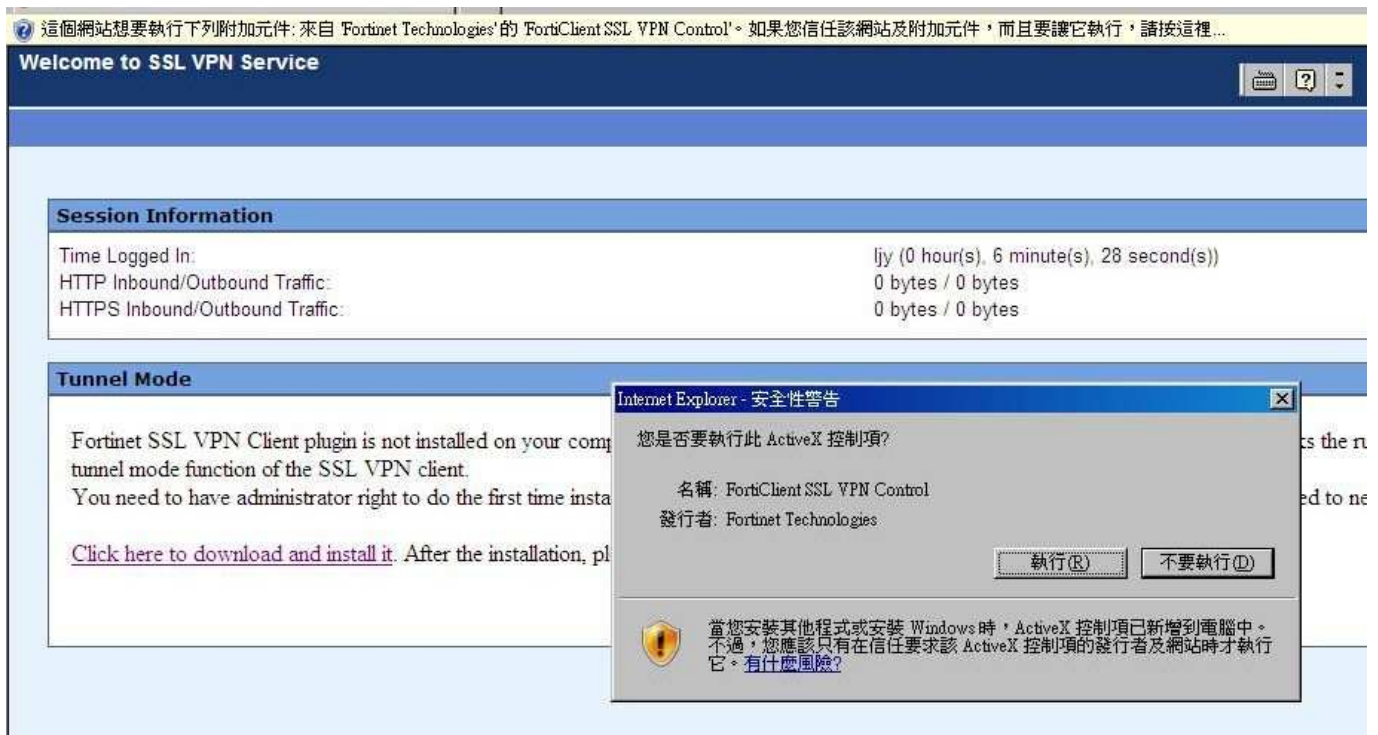 這個網站想要執行下列附加元件: 來自 'Fortinet Technologies' 的 'FortiClient SSL VPN Control'。如果您信任該網站及附加元件，而且要讓它執行，請按這裡...
Welcome to SSL VPN Service
Session Information
Time Logged In: ljy (0 hour(s), 6 minute(s), 28 second(s))
HTTP Inbound/Outbound Traffic: 0 bytes / 0 bytes
HTTPS Inbound/Outbound Traffic: 0 bytes / 0 bytes
Tunnel Mode
Fortinet SSL VPN Client plugin is not installed on your comp
s the ru
tunnel mode function of the SSL VPN client.
You need to have administrator right to do the first time insta
ed to ne
Click here to download and install it. After the installation, pl
Internet Explorer - 安全性警告
您是否要執行此 ActiveX 控制項?
名稱: FortiClient SSL VPN Control
發行者: Fortinet Technologies
執行(R) 不要執行(D)
當您安裝其他程式或安裝 Windows 時，ActiveX 控制項已新增到電腦中。
不過，您應該只有在信任要求該 ActiveX 控制項的發行者及網站時才執行
它。有什麼風險?